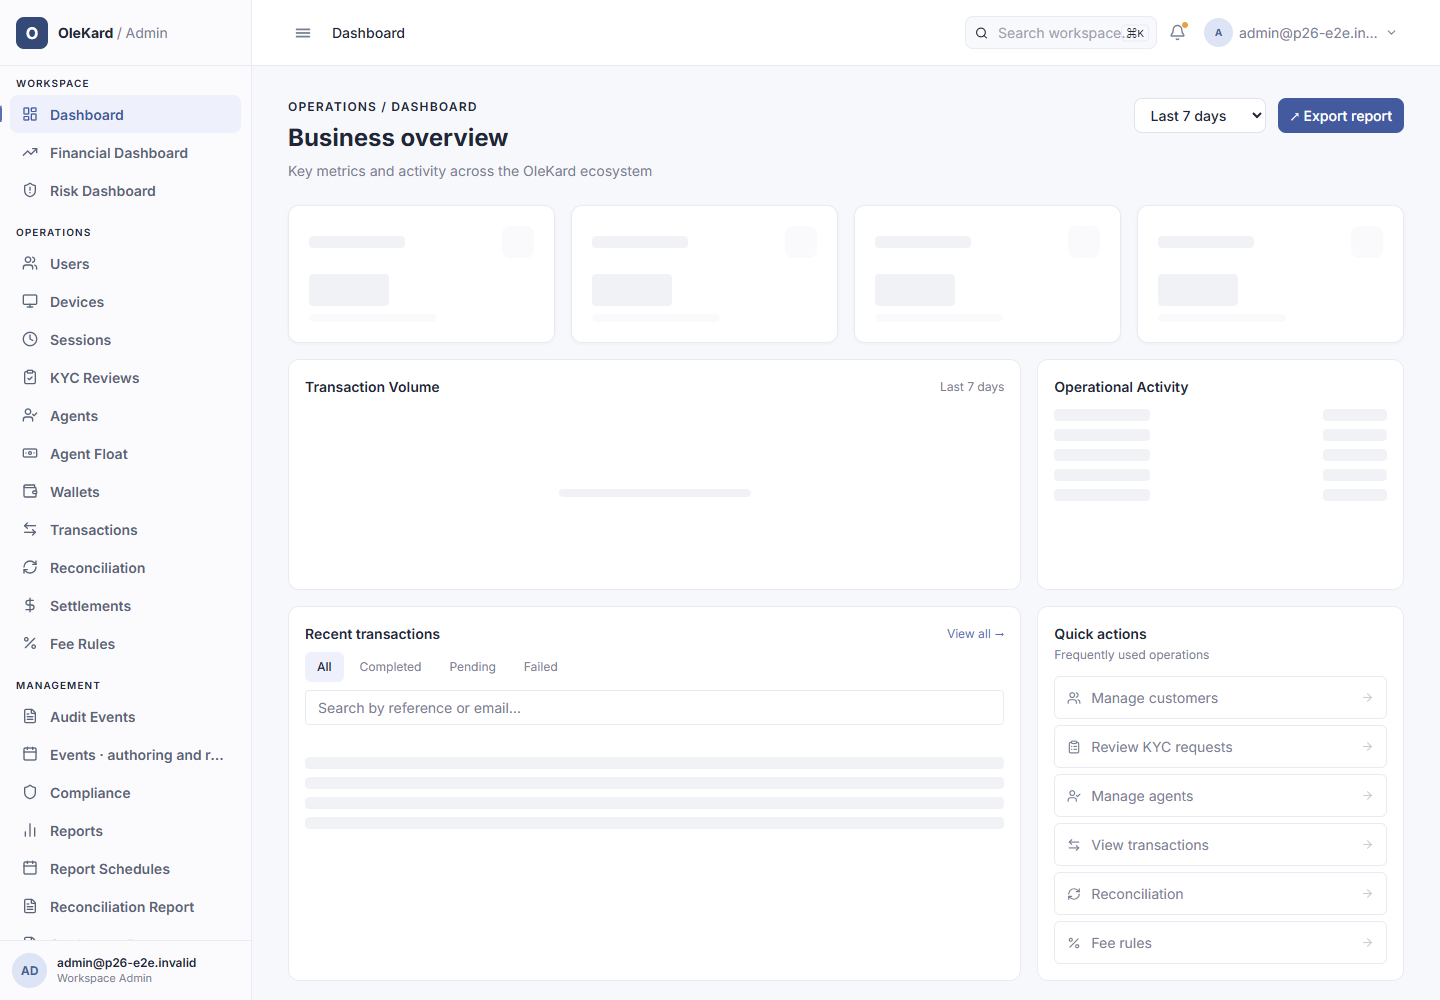 O OleKard / Admin
WORKSPACE
Dashboard
Financial Dashboard
Risk Dashboard
OPERATIONS
Users
Devices
Sessions
KYC Reviews
Agents
Agent Float
Wallets
Transactions
Reconciliation
Settlements
Fee Rules
MANAGEMENT
Audit Events
Events · authoring and r...
Compliance
Reports
Report Schedules
Reconciliation Report
AD
admin@p26-e2e.invalid
Workspace Admin
Dashboard
Search workspace. ⌘K
A admin@p26-e2e.in...
OPERATIONS / DASHBOARD
Business overview
Key metrics and activity across the OleKard ecosystem
Last 7 days
↗ Export report
Transaction Volume
Last 7 days
Operational Activity
Recent transactions
View all →
All Completed Pending Failed
Search by reference or email...
Quick actions
Frequently used operations
Manage customers
Review KYC requests
Manage agents
View transactions
Reconciliation
Fee rules